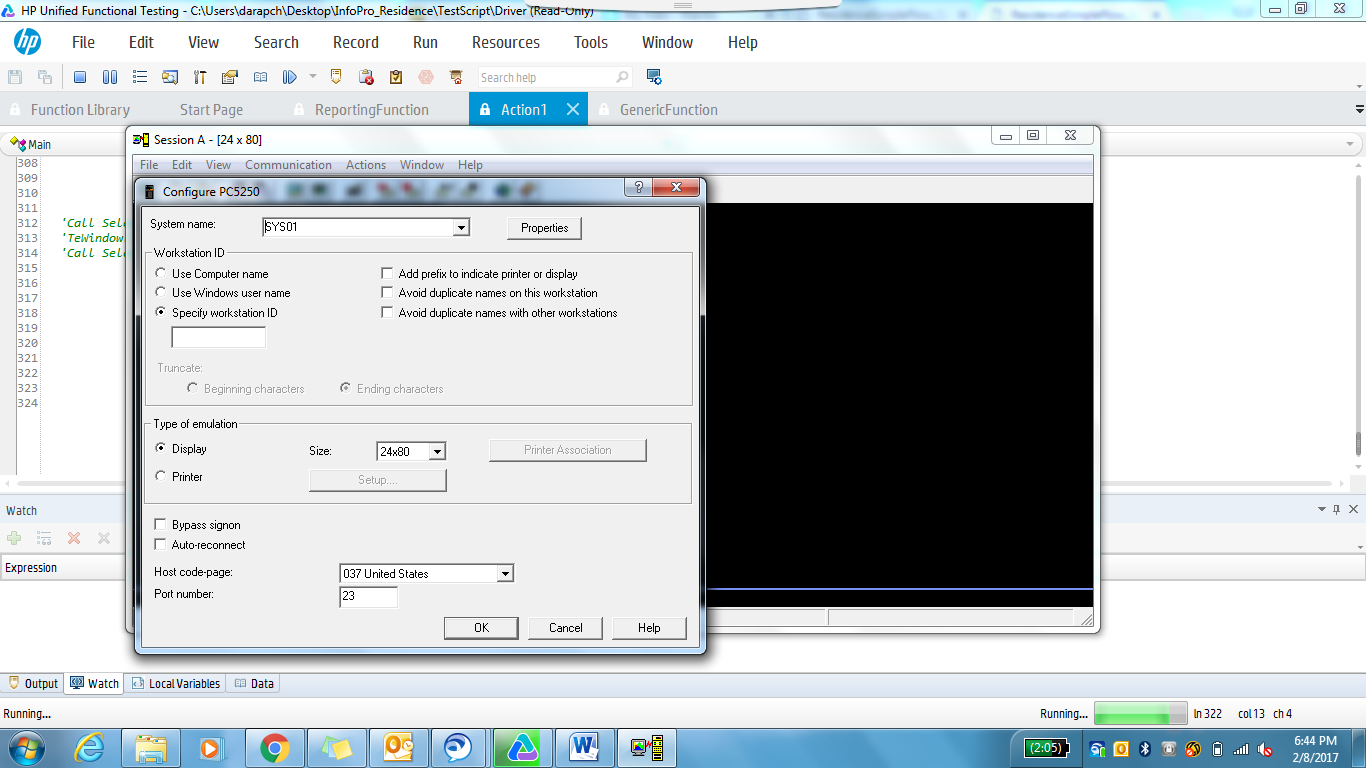 HP Unified Functional Testing - C:\Users\darapch\Desktop\InfoPro_Residence\TestScript\Driver (Read-Only)
hp File Edit View Search Record Run Resources Tools Window Help
Search help
Function Library Start Page ReportingFunction Action1 GenericFunction
Main
Session A - [24 x 80]
File Edit View Communication Actions Window Help
308
309
310
311
312 'Call Sele
313 'TeWindow
314 'Call Sele
315
316
317
318
319
320
321
322
323
324
Configure PC5250
System name: SYS01 Properties
Workstation ID
Use Computer name Add prefix to indicate printer or display
Use Windows user name Avoid duplicate names on this workstation
Specify workstation ID Avoid duplicate names with other workstations
Truncate:
Beginning characters Ending characters
Type of emulation
Display Size: 24x80 Printer Association
Printer Setup....
Bypass signon
Auto-reconnect
Host code-page: 037 United States
Port number: 23
OK Cancel Help
Watch
Expression
Output Watch Local Variables Data
Running... Running... ln 322 col 13 ch 4
(2:05) 6:44 PM
2/8/2017